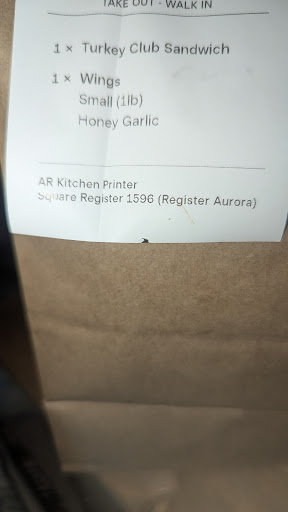 TAKE OUT - WALK IN
1 × Turkey Club Sandwich
1 × Wings
Small (1lb)
Honey Garlic
AR Kitchen Printer
Square Register 1596 (Register Aurora)